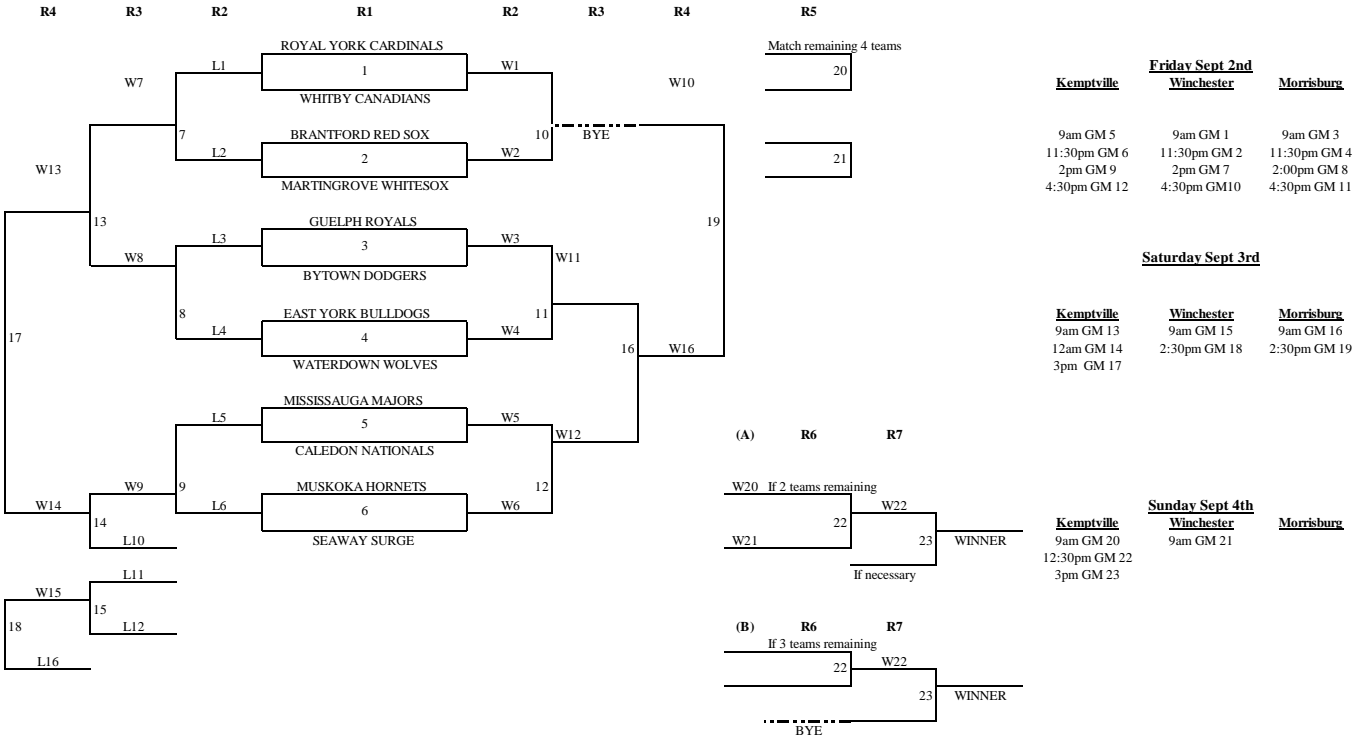 R4 R3 R2 R1 R2 R3 R4 R5
ROYAL YORK CARDINALS
Match remaining 4 teams
W7 L1 1 W1 W10 20
WHITBY CANADIANS
7 BRANTFORD RED SOX 10 BYE
W13 L2 2 W2 21
MARTINGROVE WHITESOX
13 GUELPH ROYALS 19
W8 L3 3 W3 W11
BYTOWN DODGERS
8 EAST YORK BULLDOGS 11
17 L4 4 W4 16 W16
WATERDOWN WOLVES
MISSISSAUGA MAJORS
L5 5 W5 W12
CALEDON NATIONALS
W9 9 MUSKOKA HORNETS 12
W14 L6 6 W6
14 L10 SEAWAY SURGE
L11
W15 15
18 L12
L16
(A) R6 R7
W20 If 2 teams remaining
22 W22
W21 23 WINNER
If necessary
(B) R6 R7
If 3 teams remaining
22 W22
23 WINNER
BYE
Friday Sept 2nd
Kemptville Winchester Morrisburg
9am GM 5 9am GM 1 9am GM 3
11:30pm GM 6 11:30pm GM 2 11:30pm GM 4
2pm GM 9 2pm GM 7 2:00pm GM 8
4:30pm GM 12 4:30pm GM10 4:30pm GM 11
Saturday Sept 3rd
Kemptville Winchester Morrisburg
9am GM 13 9am GM 15 9am GM 16
12am GM 14 2:30pm GM 18 2:30pm GM 19
3pm GM 17
Sunday Sept 4th
Kemptville Winchester Morrisburg
9am GM 20 9am GM 21
12:30pm GM 22
3pm GM 23